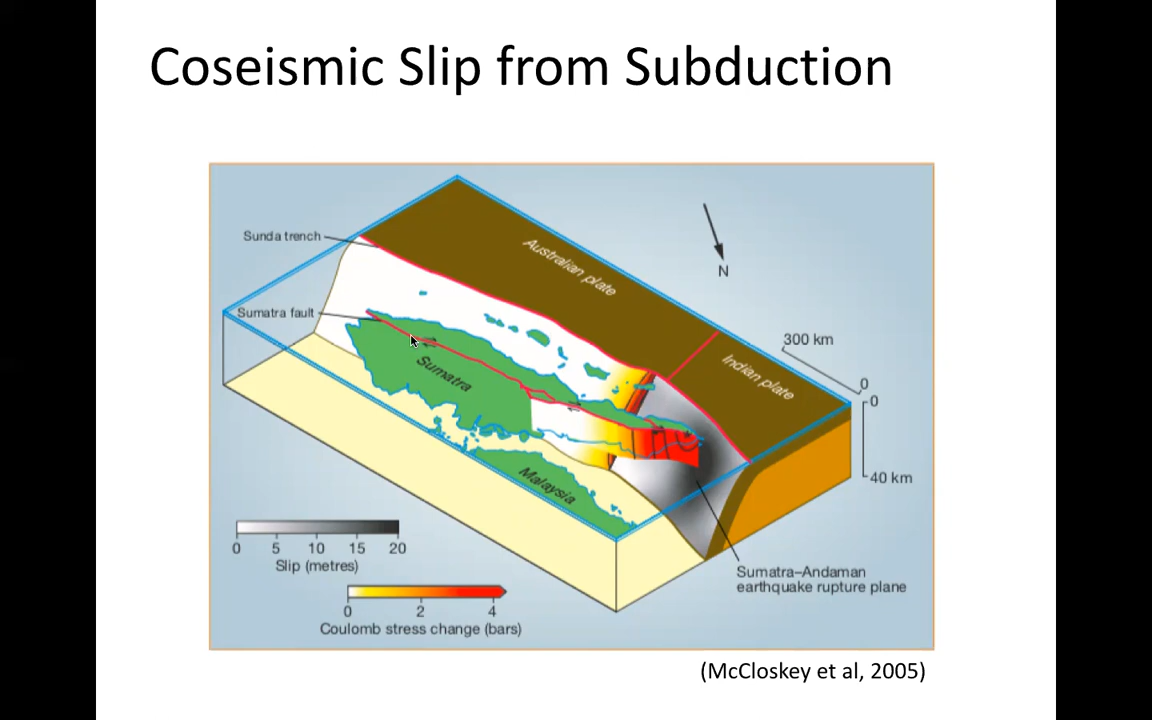 Coseismic Slip from Subduction
Sunda trench
Australian plate
N
Sumatra fault
300 km
Sumatra
Indian plate
0
0
40 km
Malaysia
0 5 10 15 20
Slip (metres)
Sumatra–Andaman
earthquake rupture plane
0 2 4
Coulomb stress change (bars)
(McCloskey et al, 2005)